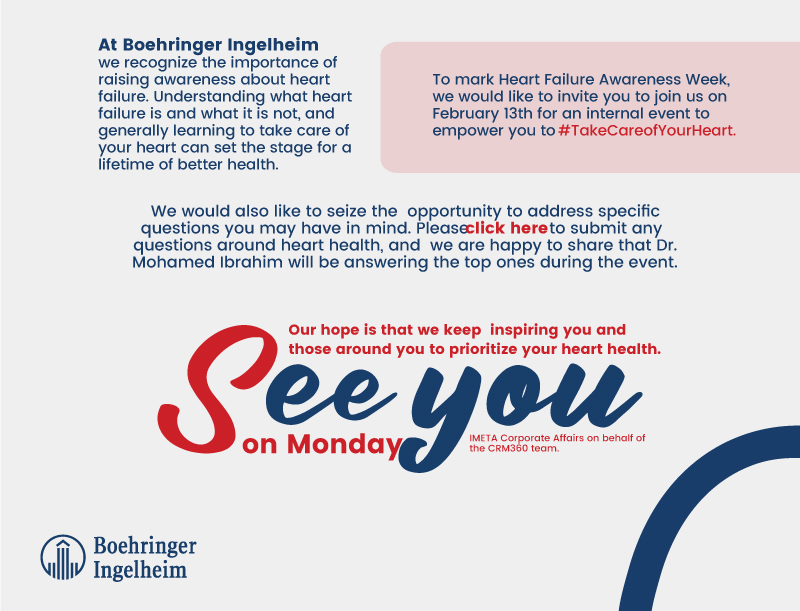 At Boehringer Ingelheim
we recognize the importance of
raising awareness about heart
failure. Understanding what heart
failure is and what it is not, and
generally learning to take care of
your heart can set the stage for a
lifetime of better health.
To mark Heart Failure Awareness Week,
we would like to invite you to join us on
February 13th for an internal event to
empower you to #TakeCareofYourHeart.
We would also like to seize the opportunity to address specific
questions you may have in mind. Please click here to submit any
questions around heart health, and we are happy to share that Dr.
Mohamed Ibrahim will be answering the top ones during the event.
Our hope is that we keep inspiring you and
those around you to prioritize your heart health.
See you
on Monday
IMETA Corporate Affairs on behalf of
the CRM360 team.
Boehringer
Ingelheim